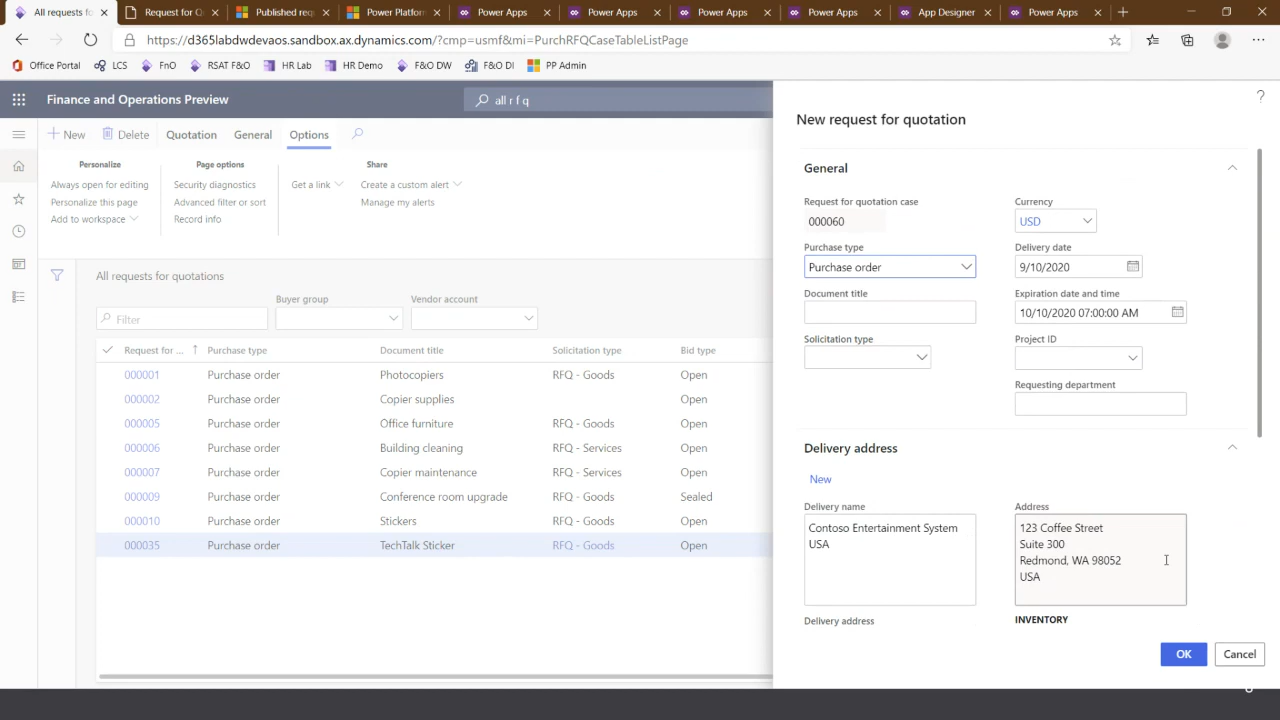 All requests for
Request for Q
Published requ
Power Platforn
Power Apps
Power Apps
Power Apps
Power Apps
App Designer
Power Apps
https://d365labdwdevaos.sandbox.ax.dynamics.com/?cmp=usmf&mi=PurchRFQCaseTableListPage
Office Portal
LCS
FnO
RSAT F&O
HR Lab
HR Demo
F&O DW
F&O DI
PP Admin
Finance and Operations Preview
all r f q
New
Delete
Quotation
General
Options
Personalize
Always open for editing
Personalize this page
Add to workspace
Page options
Security diagnostics
Advanced filter or sort
Record info
Share
Get a link
Create a custom alert
Manage my alerts
All requests for quotations
Filter
Buyer group
Vendor account
Request for ... Purchase type Document title Solicitation type Bid type
000001 Purchase order Photocopiers RFQ - Goods Open
000002 Purchase order Copier supplies Open
000005 Purchase order Office furniture RFQ - Goods Open
000006 Purchase order Building cleaning RFQ - Services Open
000007 Purchase order Copier maintenance RFQ - Services Open
000009 Purchase order Conference room upgrade RFQ - Goods Sealed
000010 Purchase order Stickers RFQ - Goods Open
000035 Purchase order TechTalk Sticker RFQ - Goods Open
?
New request for quotation
General
Request for quotation case
000060
Purchase type
Purchase order
Document title
Solicitation type
Currency
USD
Delivery date
9/10/2020
Expiration date and time
10/10/2020 07:00:00 AM
Project ID
Requesting department
Delivery address
New
Delivery name
Contoso Entertainment System
USA
Delivery address
Address
123 Coffee Street
Suite 300
Redmond, WA 98052
USA
INVENTORY
OK
Cancel